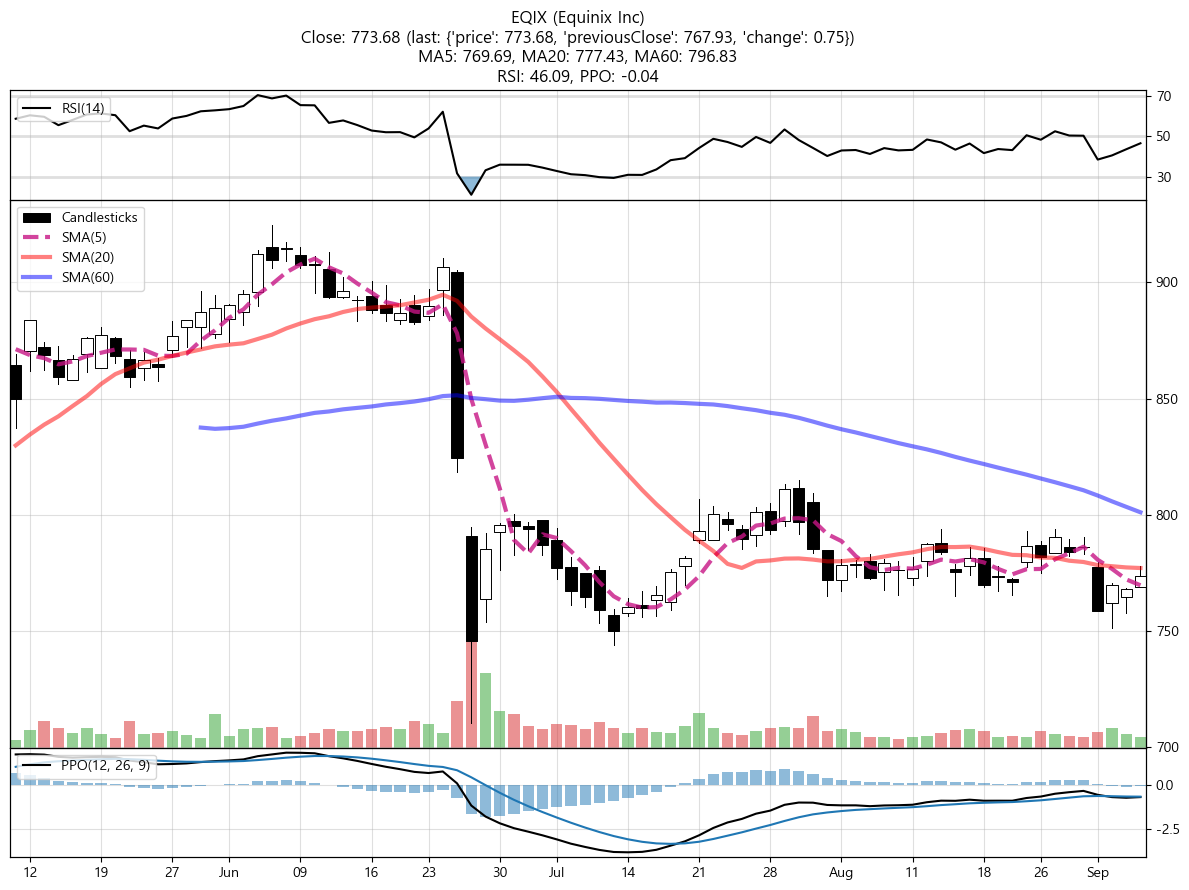 EQIX (Equinix Inc)
Close: 773.68 (last: {'price': 773.68, 'previousClose': 767.93, 'change': 0.75})
MA5: 769.69, MA20: 777.43, MA60: 796.83
RSI: 46.09, PPO: -0.04
RSI(14)
70
50
30
Candlesticks
SMA(5)
SMA(20)
SMA(60)
900
850
800
750
700
PPO(12, 26, 9)
0.0
-2.5
12 19 27 Jun 09 16 23 30 Jul 14 21 28 Aug 11 18 26 Sep